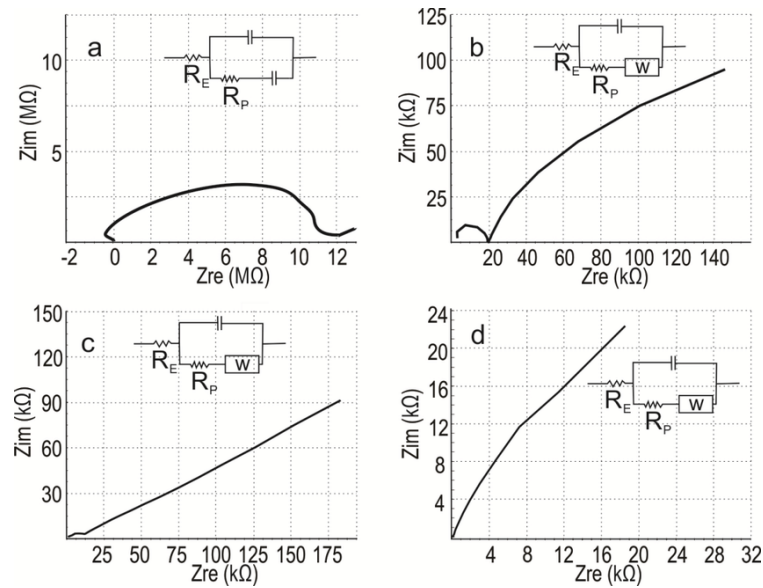 a
R_E
R_P
Zim (MΩ)
10
5
-2 0 2 4 6 8 10 12
Zre (MΩ)
b
R_E
R_P
W
Zim (kΩ)
125
100
75
50
25
20 40 60 80 100 120 140
Zre (kΩ)
c
R_E
R_P
W
Zim (kΩ)
150
120
90
60
30
25 50 75 100 125 150 175
Zre (kΩ)
d
R_E
R_P
W
Zim (kΩ)
24
20
16
12
8
4
4 8 12 16 20 24 28 32
Zre (kΩ)